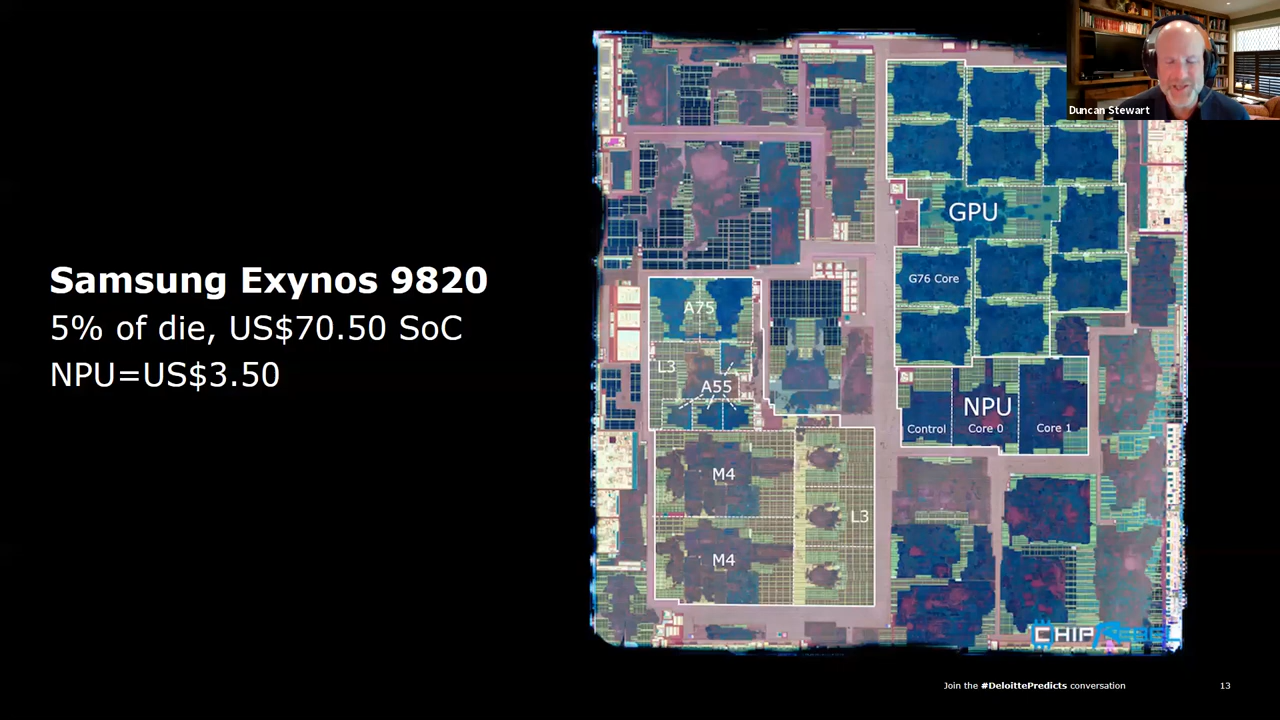 Samsung Exynos 9820
5% of die, US$70.50 SoC
NPU=US$3.50
Duncan Stewart
GPU
G76 Core
A75
L3
A55
NPU
Control
Core 0
Core 1
M4
L3
M4
CHIP
Join the #DeloittePredicts conversation
13